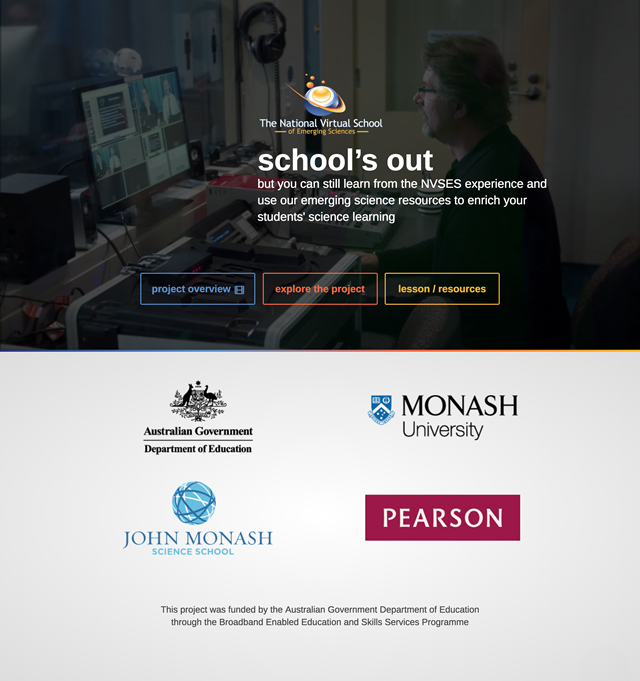 The National Virtual School
of Emerging Sciences
school’s out
but you can still learn from the NVSES experience and
use our emerging science resources to enrich your
students' science learning
project overview
explore the project
lesson / resources
Australian Government
Department of Education
MONASH
University
JOHN MONASH
SCIENCE SCHOOL
PEARSON
This project was funded by the Australian Government Department of Education
through the Broadband Enabled Education and Skills Services Programme